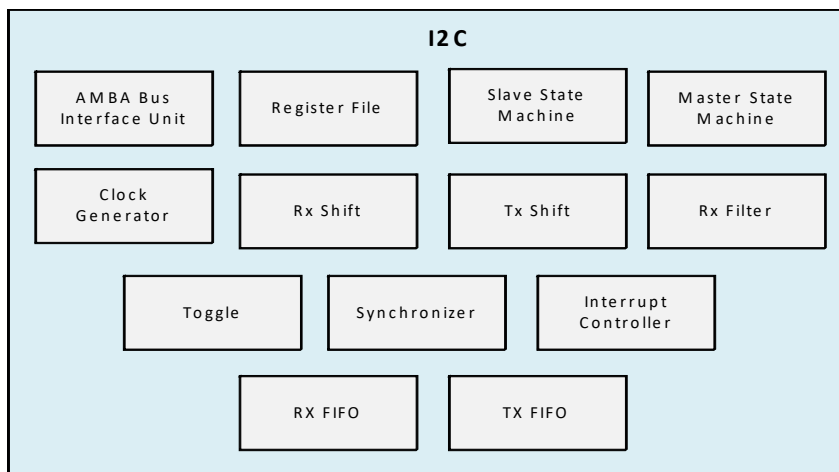 I2C
AMBA Bus
Interface Unit
Register File
Slave State
Machine
Master State
Machine
Clock
Generator
Rx Shift
Tx Shift
Rx Filter
Toggle
Synchronizer
Interrupt
Controller
RX FIFO
TX FIFO